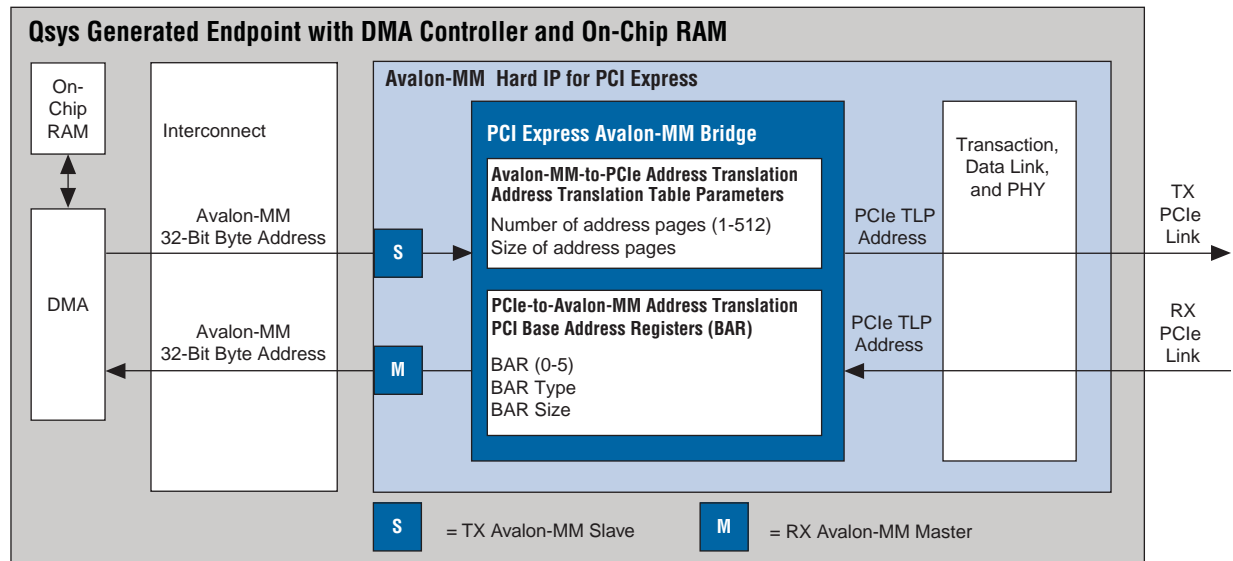 Qsys Generated Endpoint with DMA Controller and On-Chip RAM
On-
Chip
RAM
DMA
Interconnect
Avalon-MM
32-Bit Byte Address
Avalon-MM
32-Bit Byte Address
Avalon-MM Hard IP for PCI Express
S
M
PCI Express Avalon-MM Bridge
Avalon-MM-to-PCIe Address Translation
Address Translation Table Parameters
Number of address pages (1-512)
Size of address pages
PCIe-to-Avalon-MM Address Translation
PCI Base Address Registers (BAR)
BAR (0-5)
BAR Type
BAR Size
PCIe TLP
Address
PCIe TLP
Address
Transaction,
Data Link,
and PHY
TX
PCIe
Link
RX
PCIe
Link
S = TX Avalon-MM Slave
M = RX Avalon-MM Master